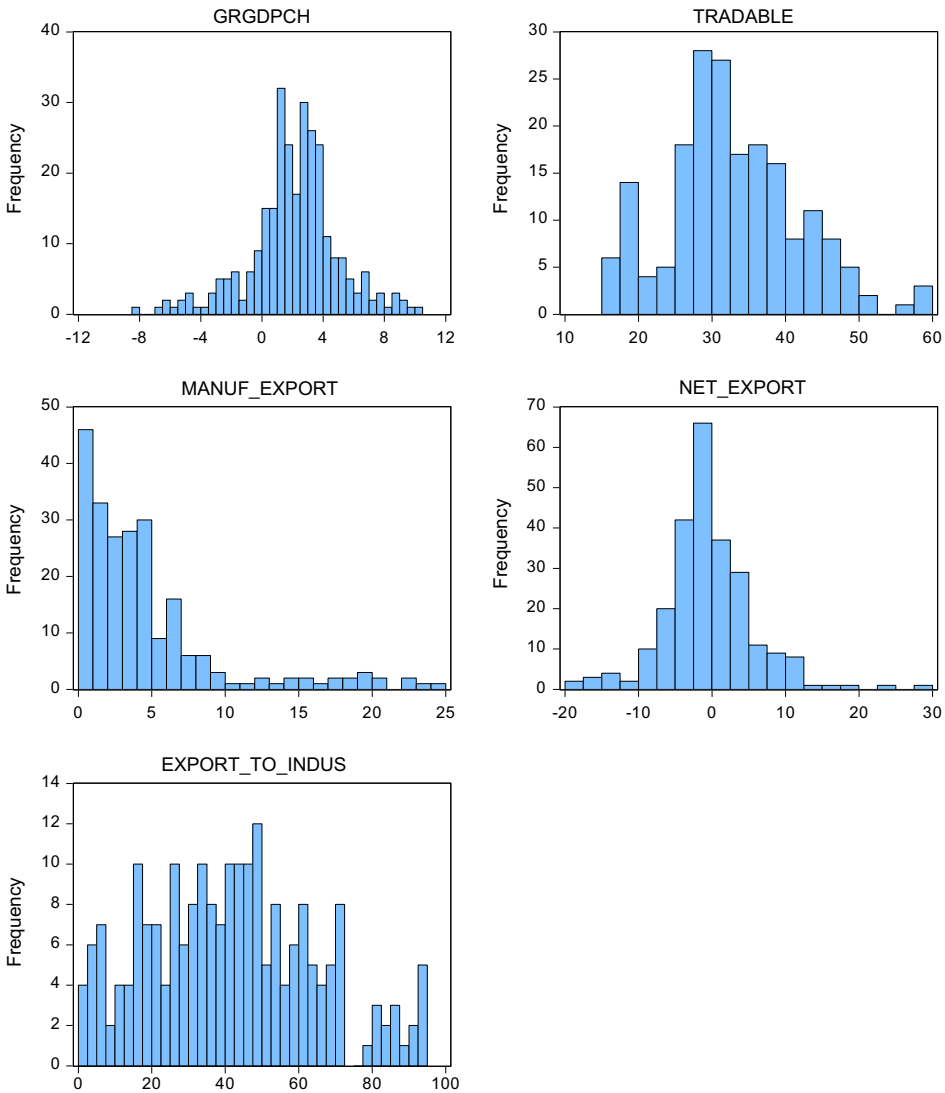 GRGDPCH
40
30
20
10
0
Frequency
-12 -8 -4 0 4 8 12
TRADABLE
30
25
20
15
10
5
0
Frequency
10 20 30 40 50 60
MANUF_EXPORT
50
40
30
20
10
0
Frequency
0 5 10 15 20 25
NET_EXPORT
70
60
50
40
30
20
10
0
Frequency
-20 -10 0 10 20 30
EXPORT_TO_INDUS
14
12
10
8
6
4
2
0
Frequency
0 20 40 60 80 100